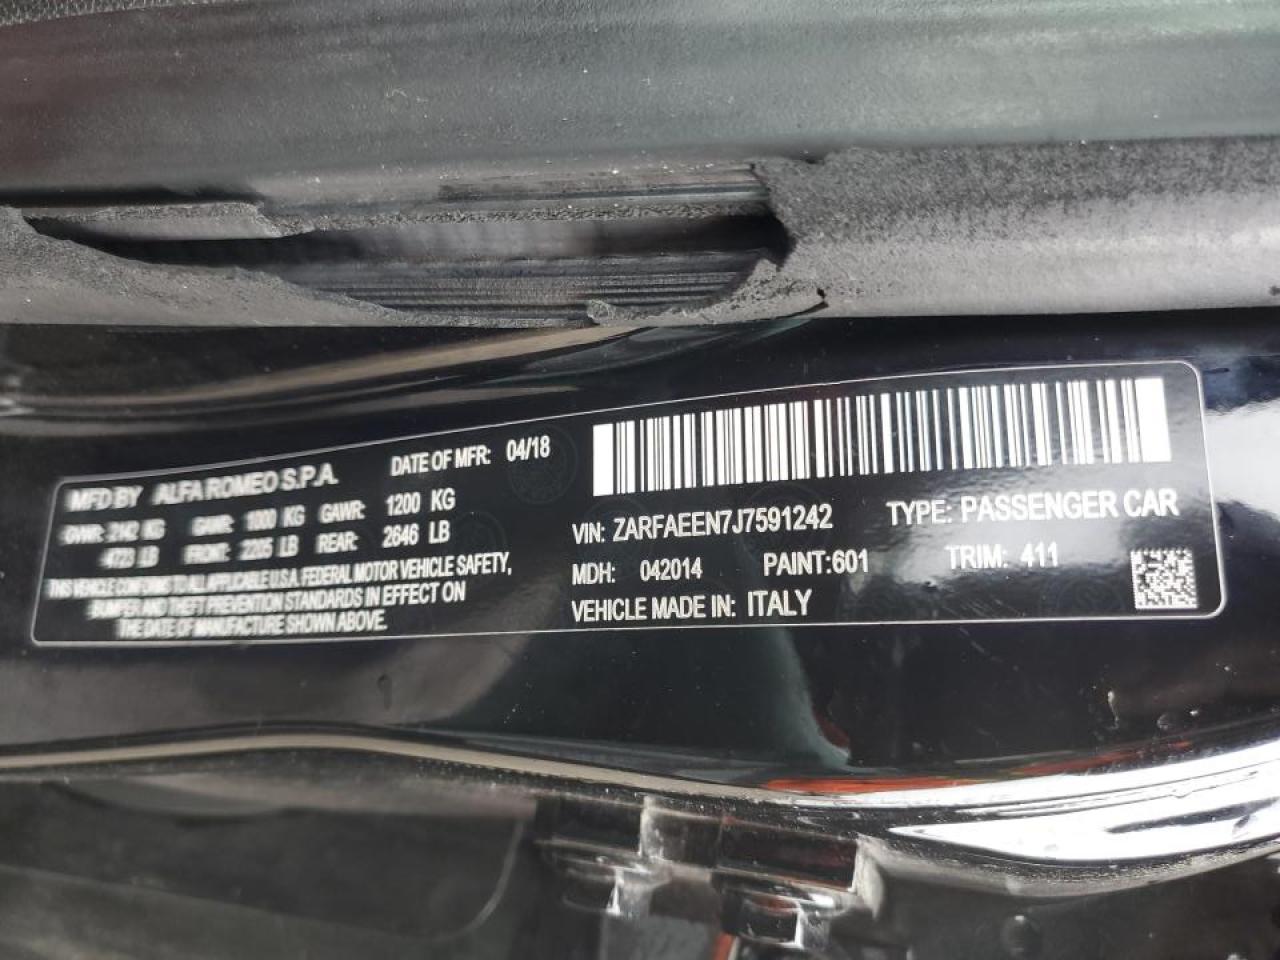 MFD BY ALFA ROMEO S.P.A. DATE OF MFR: 04/18
GVWR: 2142 KG GAWR: 1000 KG GAWR: 1200 KG
4723 LB FRONT: 2205 LB REAR: 2646 LB
THIS VEHICLE CONFORMS TO ALL APPLICABLE U.S.A. FEDERAL MOTOR VEHICLE SAFETY,
BUMPER AND THEFT PREVENTION STANDARDS IN EFFECT ON
THE DATE OF MANUFACTURE SHOWN ABOVE.
VIN: ZARFAEEN7J7591242 TYPE: PASSENGER CAR
MDH: 042014 PAINT:601 TRIM: 411
VEHICLE MADE IN: ITALY